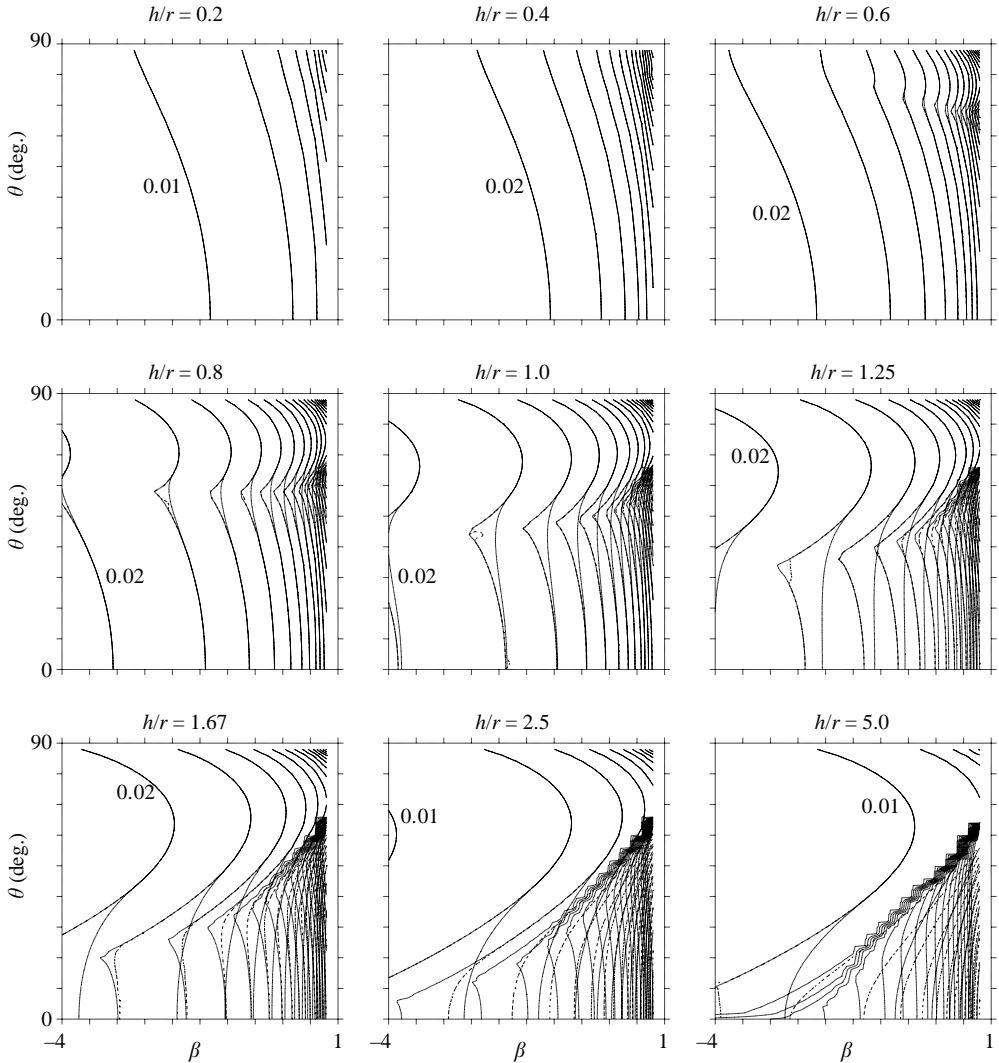 h/r = 0.2
h/r = 0.4
h/r = 0.6
90
θ (deg.)
0
0.01
0.02
0.02
h/r = 0.8
h/r = 1.0
h/r = 1.25
90
θ (deg.)
0
0.02
0.02
0.02
h/r = 1.67
h/r = 2.5
h/r = 5.0
90
θ (deg.)
0
0.02
0.01
0.01
−4 β 1
−4 β 1
−4 β 1